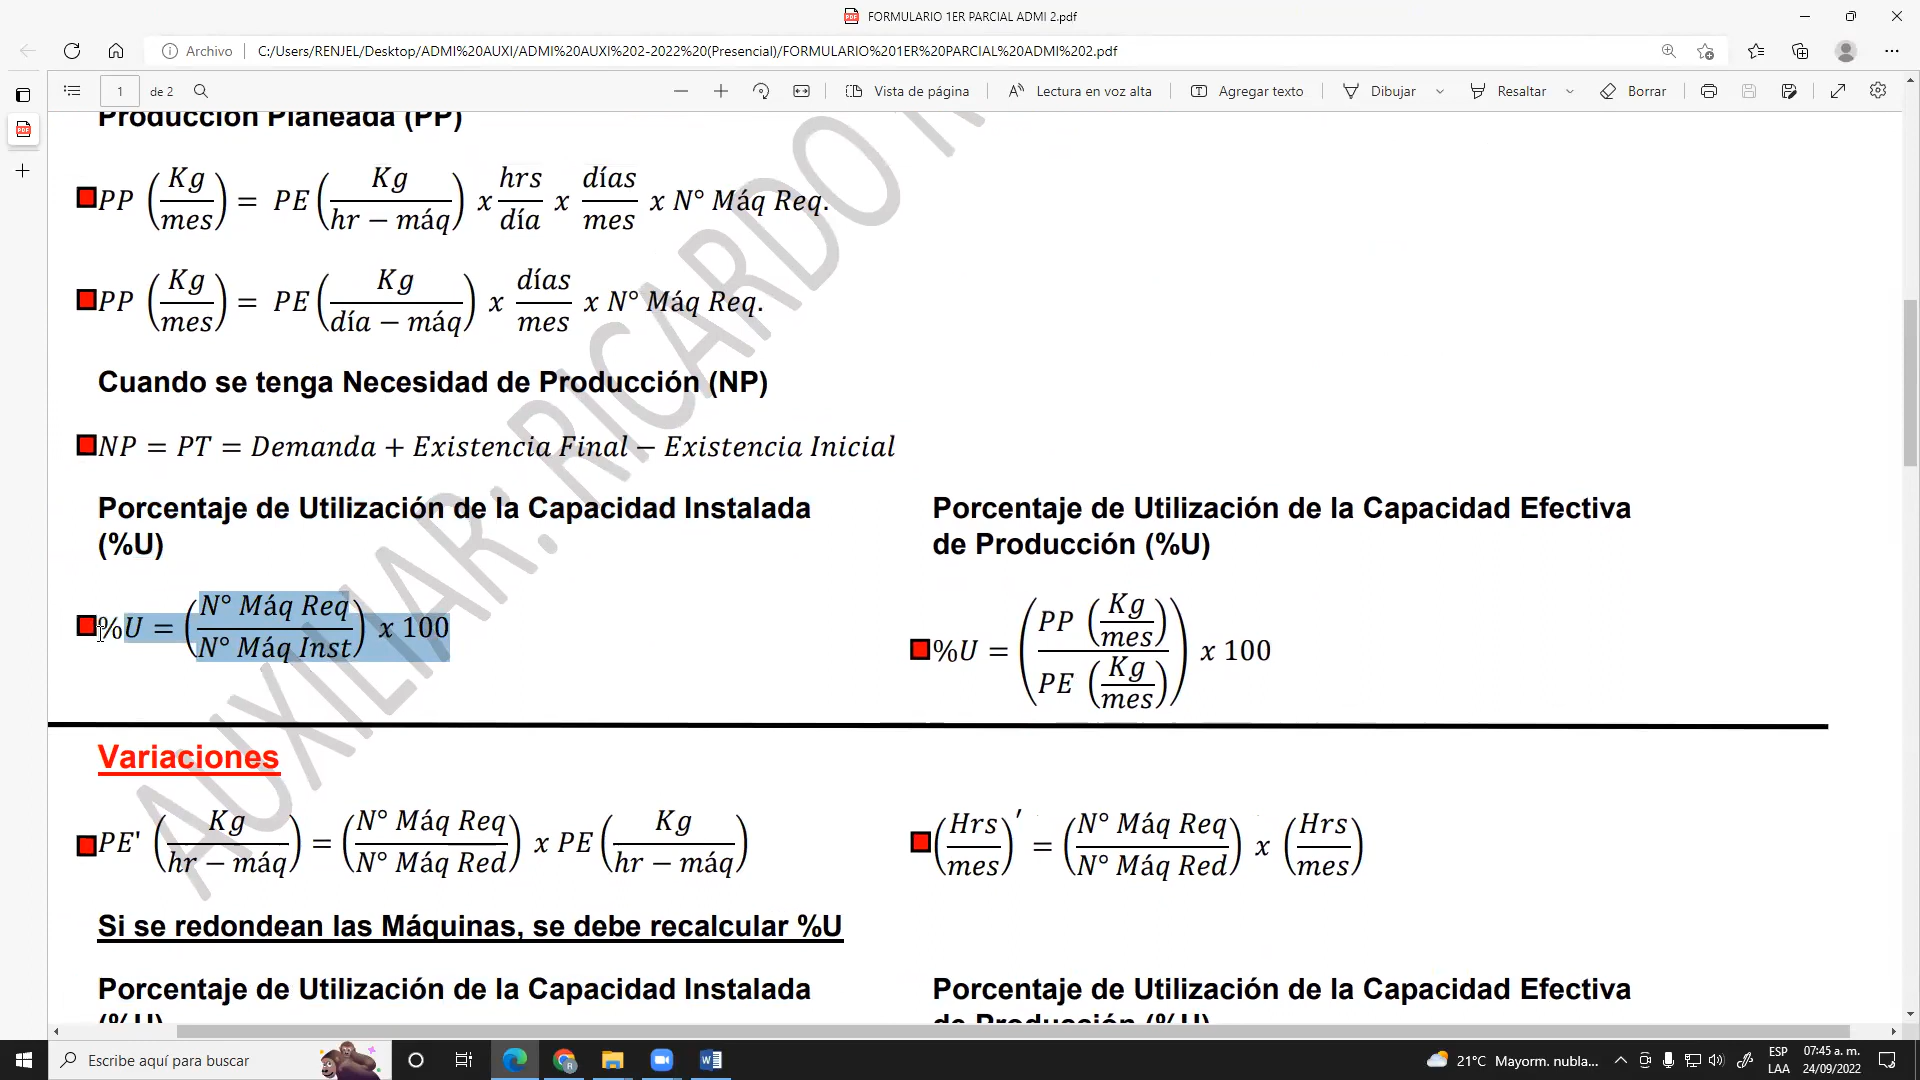 FORMULARIO 1ER PARCIAL ADMI 2.pdf
Archivo
C:/Users/RENJEL/Desktop/ADMI%20AUXI/ADMI%20AUXI%202-2022%20(Presencial)/FORMULARIO%201ER%20PARCIAL%20ADMI%202.pdf
1 de 2
Vista de página
Lectura en voz alta
Agregar texto
Dibujar
Resaltar
Borrar
Producción Planeada (PP)
PP (Kg/mes) = PE (Kg/hr − máq) x hrs/día x días/mes x N° Máq Req.
PP (Kg/mes) = PE (Kg/día − máq) x días/mes x N° Máq Req.
Cuando se tenga Necesidad de Producción (NP)
NP = PT = Demanda + Existencia Final − Existencia Inicial
Porcentaje de Utilización de la Capacidad Instalada
(%U)
%U = (N° Máq Req/N° Máq Inst) x 100
Porcentaje de Utilización de la Capacidad Efectiva
de Producción (%U)
%U = (PP (Kg/mes)/PE (Kg/mes)) x 100
Variaciones
PE' (Kg/hr − máq) = (N° Máq Req/N° Máq Red) x PE (Kg/hr − máq)
(Hrs/mes)′ = (N° Máq Req/N° Máq Red) x (Hrs/mes)
Si se redondean las Máquinas, se debe recalcular %U
Porcentaje de Utilización de la Capacidad Instalada
(%U)
Porcentaje de Utilización de la Capacidad Efectiva
de Producción (%U)
AUXILIAR: RICARDO
Escribe aquí para buscar
21°C Mayorm. nubla...
ESP
LAA
07:45 a. m.
24/09/2022